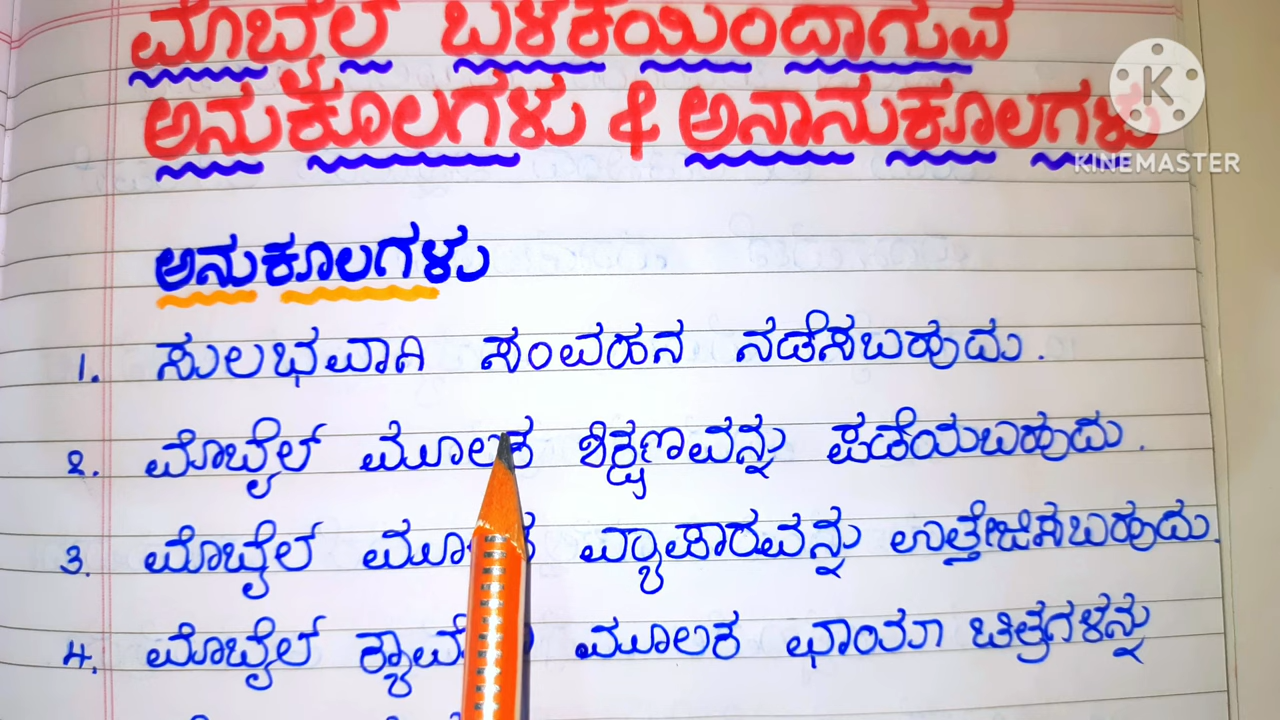 ಮೊಬೈಲ್ ಬಳಕೆಯಿಂದಾಗುವ
ಅನುಕೂಲಗಳು & ಅನಾನುಕೂಲಗಳು
KINEMASTER
ಅನುಕೂಲಗಳು
1. ಸುಲಭವಾಗಿ ಸಂವಹನ ನಡೆಸಬಹುದು.
2. ಮೊಬೈಲ್ ಮೂಲಕ ಶಿಕ್ಷಣವನ್ನು ಪಡೆಯಬಹುದು.
3. ಮೊಬೈಲ್ ವ್ಯಾಪಾರವನ್ನು ಉತ್ತೇಜಿಸಬಹುದು.
4. ಮೊಬೈಲ್ ಮೂಲಕ ಛಾಯಾ ಚಿತ್ರಗಳನ್ನು